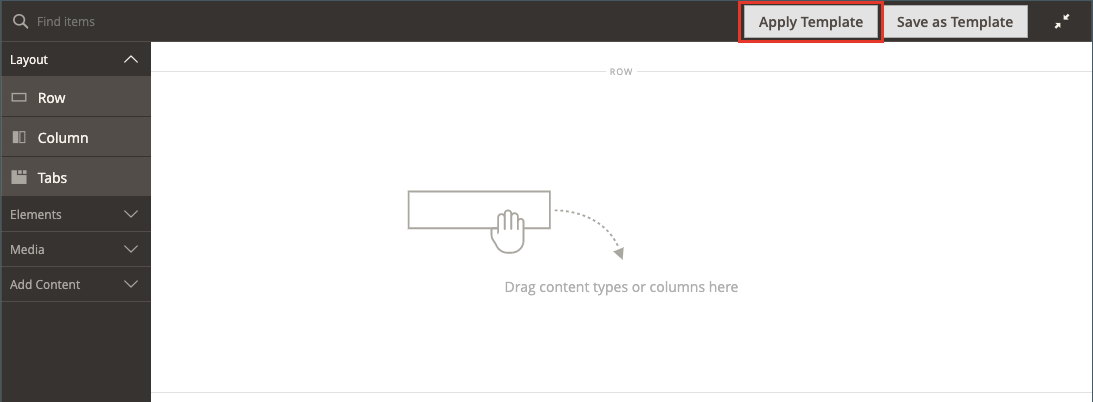 Find items
Apply Template
Save as Template
Layout
ROW
Row
Column
Tabs
Elements
Media
Add Content
Drag content types or columns here